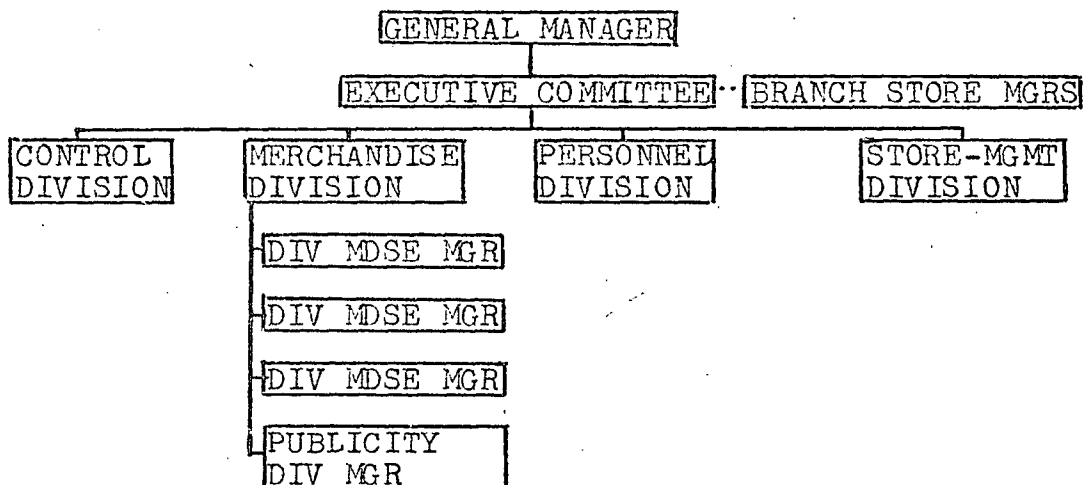 GENERAL MANAGER
EXECUTIVE COMMITTEE
BRANCH STORE MGRS
CONTROL
DIVISION
MERCHANDISE
DIVISION
PERSONNEL
DIVISION
STORE-MGMT
DIVISION
DIV MDSE MGR
DIV MDSE MGR
DIV MDSE MGR
PUBLICITY
DIV MGR